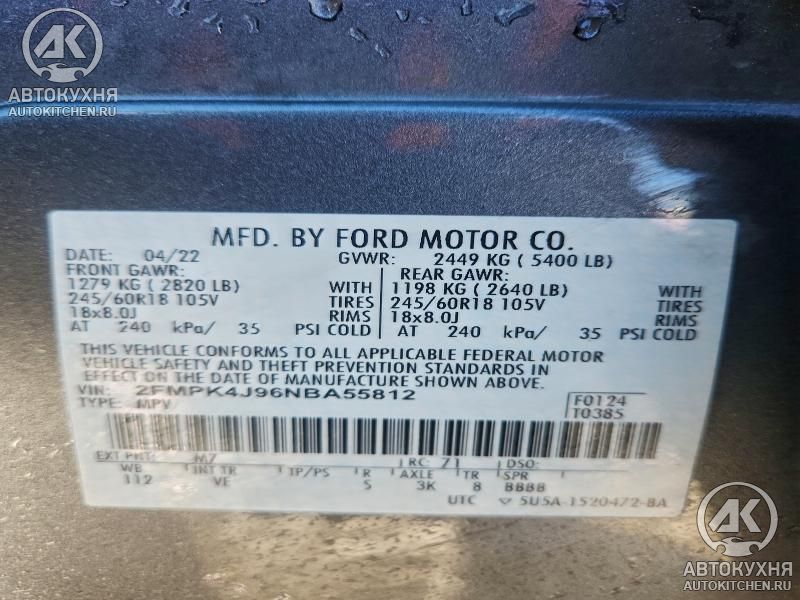 AK
АВТОКУХНЯ
AUTOKITCHEN.RU
MFD. BY FORD MOTOR CO.
DATE: 04/22 GVWR: 2449 KG ( 5400 LB)
FRONT GAWR: REAR GAWR:
1279 KG ( 2820 LB) WITH 1198 KG ( 2640 LB) WITH
245/60R18 105V TIRES 245/60R18 105V TIRES
18x8.0J RIMS 18x8.0J RIMS
AT 240 kPa/ 35 PSI COLD AT 240 kPa/ 35 PSI COLD
THIS VEHICLE CONFORMS TO ALL APPLICABLE FEDERAL MOTOR
VEHICLE SAFETY AND THEFT PREVENTION STANDARDS IN
EFFECT ON THE DATE OF MANUFACTURE SHOWN ABOVE.
VIN: 2FMPK4J96NBA55812 F0124
TYPE: MPV T0385
EXT PNT: M7 RC: 71 DSO:
WB INT TR TP/PS R AXLE TR SPR
112 VE S 3K 8 BBBB
UTC ▽ 5U5A-1520472-BA
AK
АВТОКУХНЯ
AUTOKITCHEN.RU